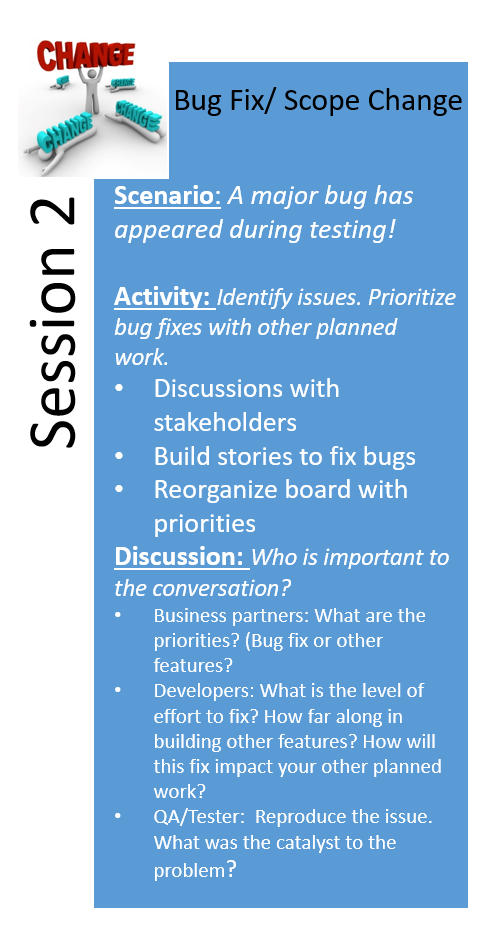 CHANGE
CHANGE
CHANGE
CHANGE
CHANGE
Bug Fix/ Scope Change
Session 2
Scenario: A major bug has
appeared during testing!
Activity: Identify issues. Prioritize
bug fixes with other planned
work.
• Discussions with
stakeholders
• Build stories to fix bugs
• Reorganize board with
priorities
Discussion: Who is important to
the conversation?
• Business partners: What are the
priorities? (Bug fix or other
features?
• Developers: What is the level of
effort to fix? How far along in
building other features? How will
this fix impact your other planned
work?
• QA/Tester:  Reproduce the issue.
What was the catalyst to the
problem?